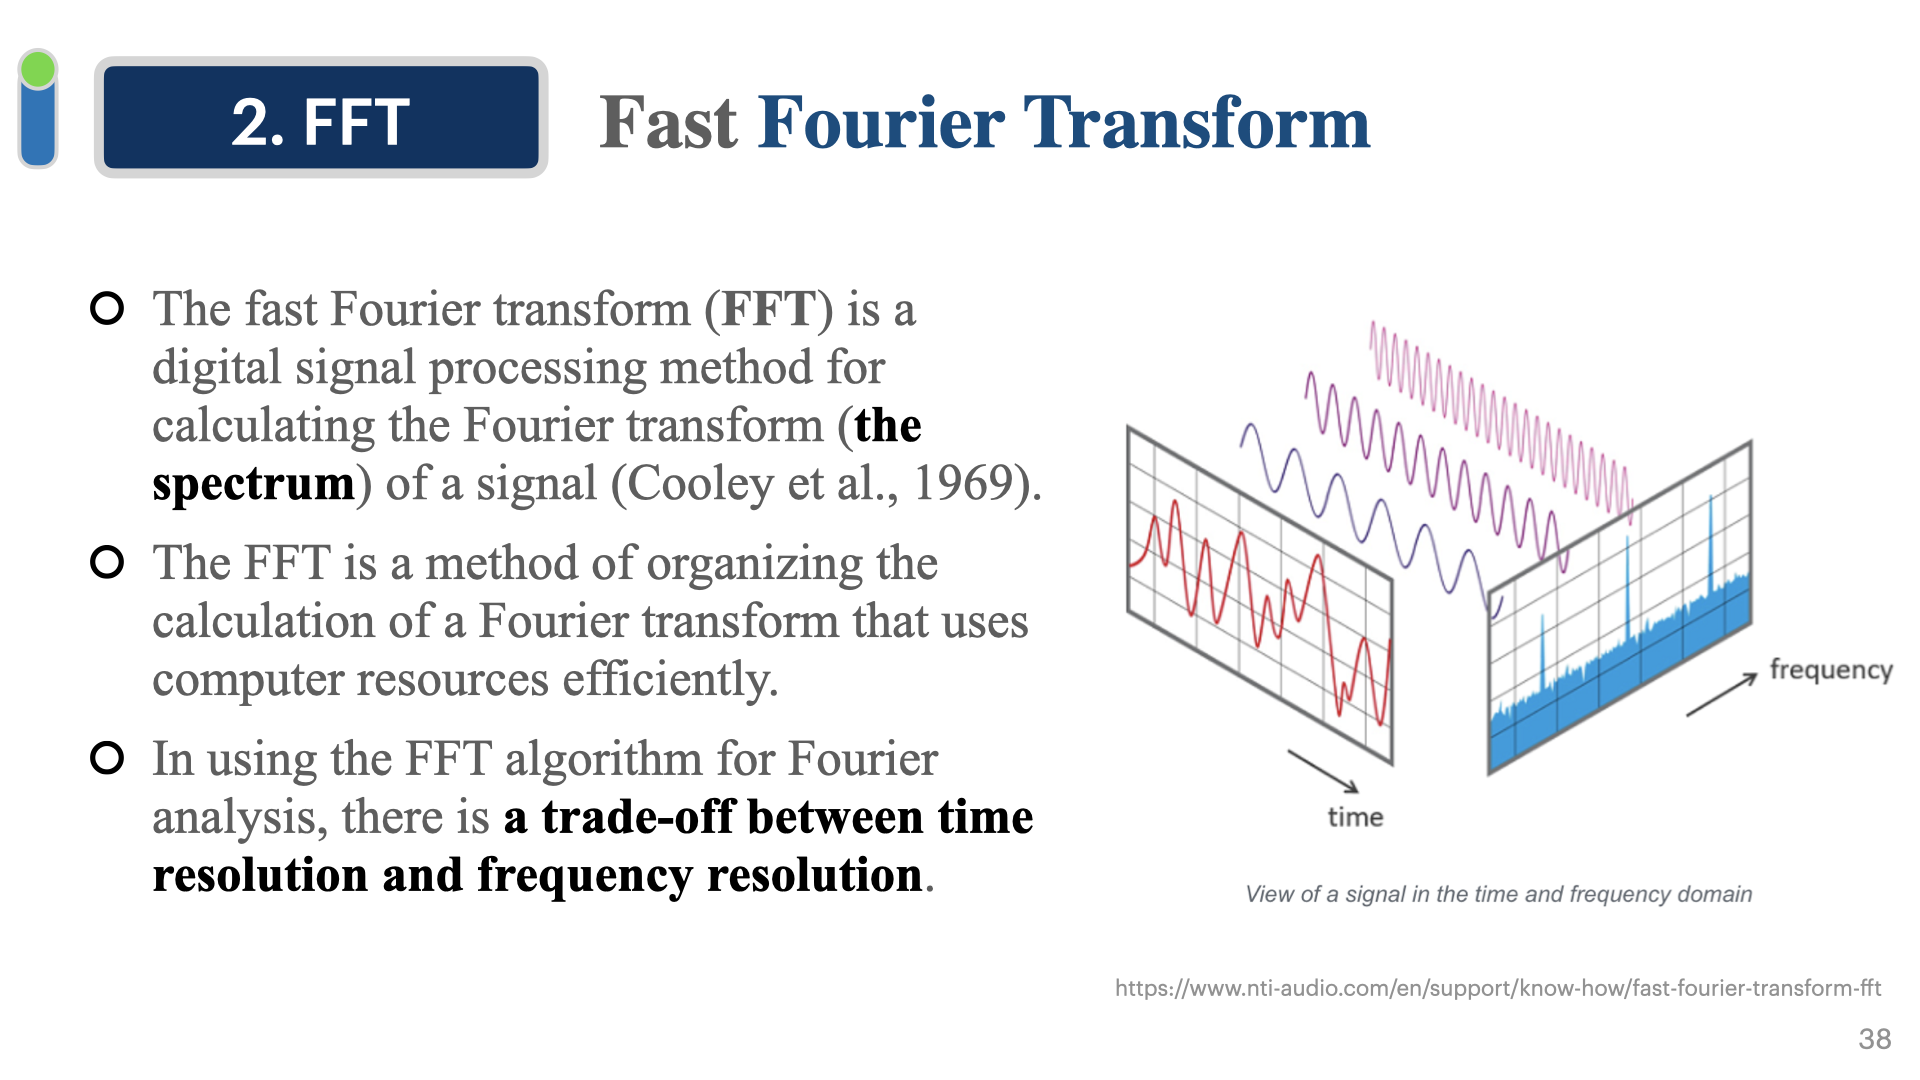 2. FFT
Fast Fourier Transform
The fast Fourier transform (FFT) is a
digital signal processing method for
calculating the Fourier transform (the
spectrum) of a signal (Cooley et al., 1969).
The FFT is a method of organizing the
calculation of a Fourier transform that uses
computer resources efficiently.
In using the FFT algorithm for Fourier
analysis, there is a trade-off between time
resolution and frequency resolution.
frequency
time
View of a signal in the time and frequency domain
https://www.nti-audio.com/en/support/know-how/fast-fourier-transform-fft
38